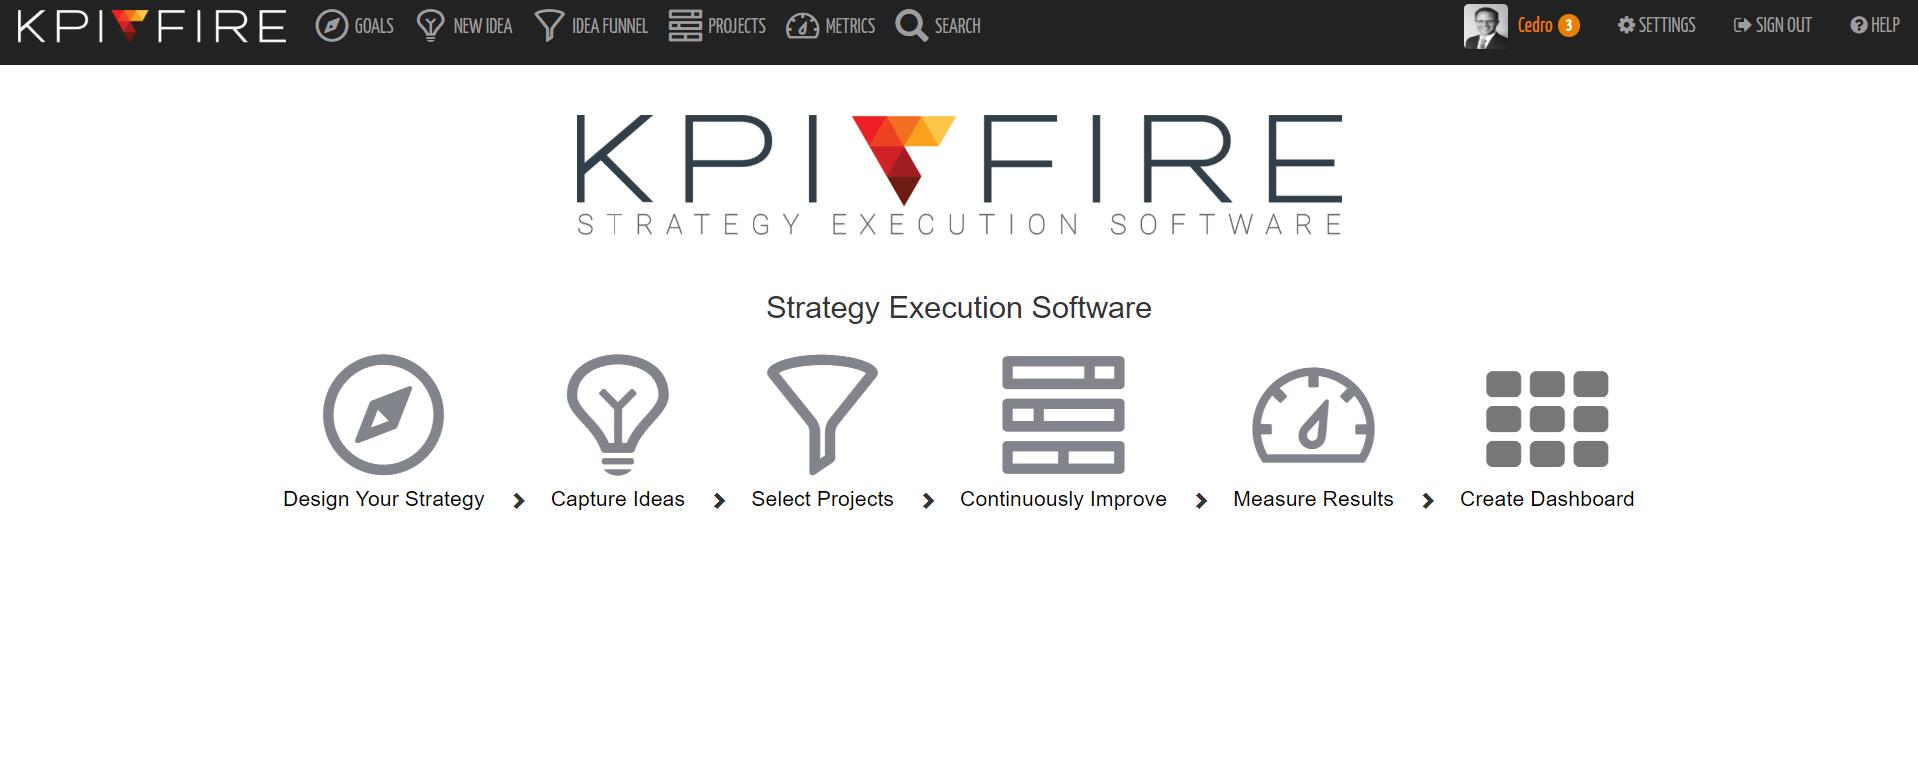 KPI FIRE GOALS NEW IDEA IDEA FUNNEL PROJECTS METRICS SEARCH Cedro 3 SETTINGS SIGN OUT HELP
KPI FIRE
STRATEGY EXECUTION SOFTWARE
Strategy Execution Software
Design Your Strategy Capture Ideas Select Projects Continuously Improve Measure Results Create Dashboard